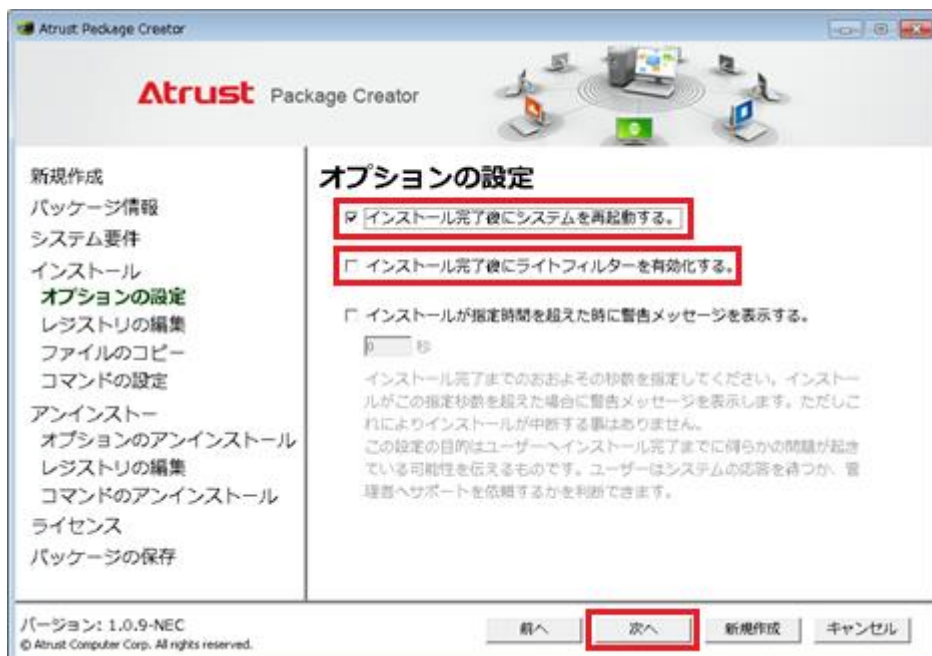 Atrust Package Creator
Atrust Package Creator
新規作成
パッケージ情報
システム要件
インストール
オプションの設定
レジストリの編集
ファイルのコピー
コマンドの設定
アンインストー
オプションのアンインストール
レジストリの編集
コマンドのアンインストール
ライセンス
パッケージの保存
オプションの設定
インストール完了後にシステムを再起動する。
インストール完了後にライトフィルターを有効化する。
インストールが指定時間を超えた時に警告メッセージを表示する。
0 秒
インストール完了までのおおよその秒数を指定してください。インストー
ルがこの指定秒数を超えた場合に警告メッセージを表示します。ただしこ
れによりインストールが中断する事はありません。
この設定の目的はユーザーへインストール完了までに何らかの問題が起き
ている可能性を伝えるものです。ユーザーはシステムの応答を待つか、管
理者へサポートを依頼するかを判断できます。
バージョン: 1.0.9-NEC
© Atrust Computer Corp. All rights reserved.
前へ
次へ
新規作成
キャンセル